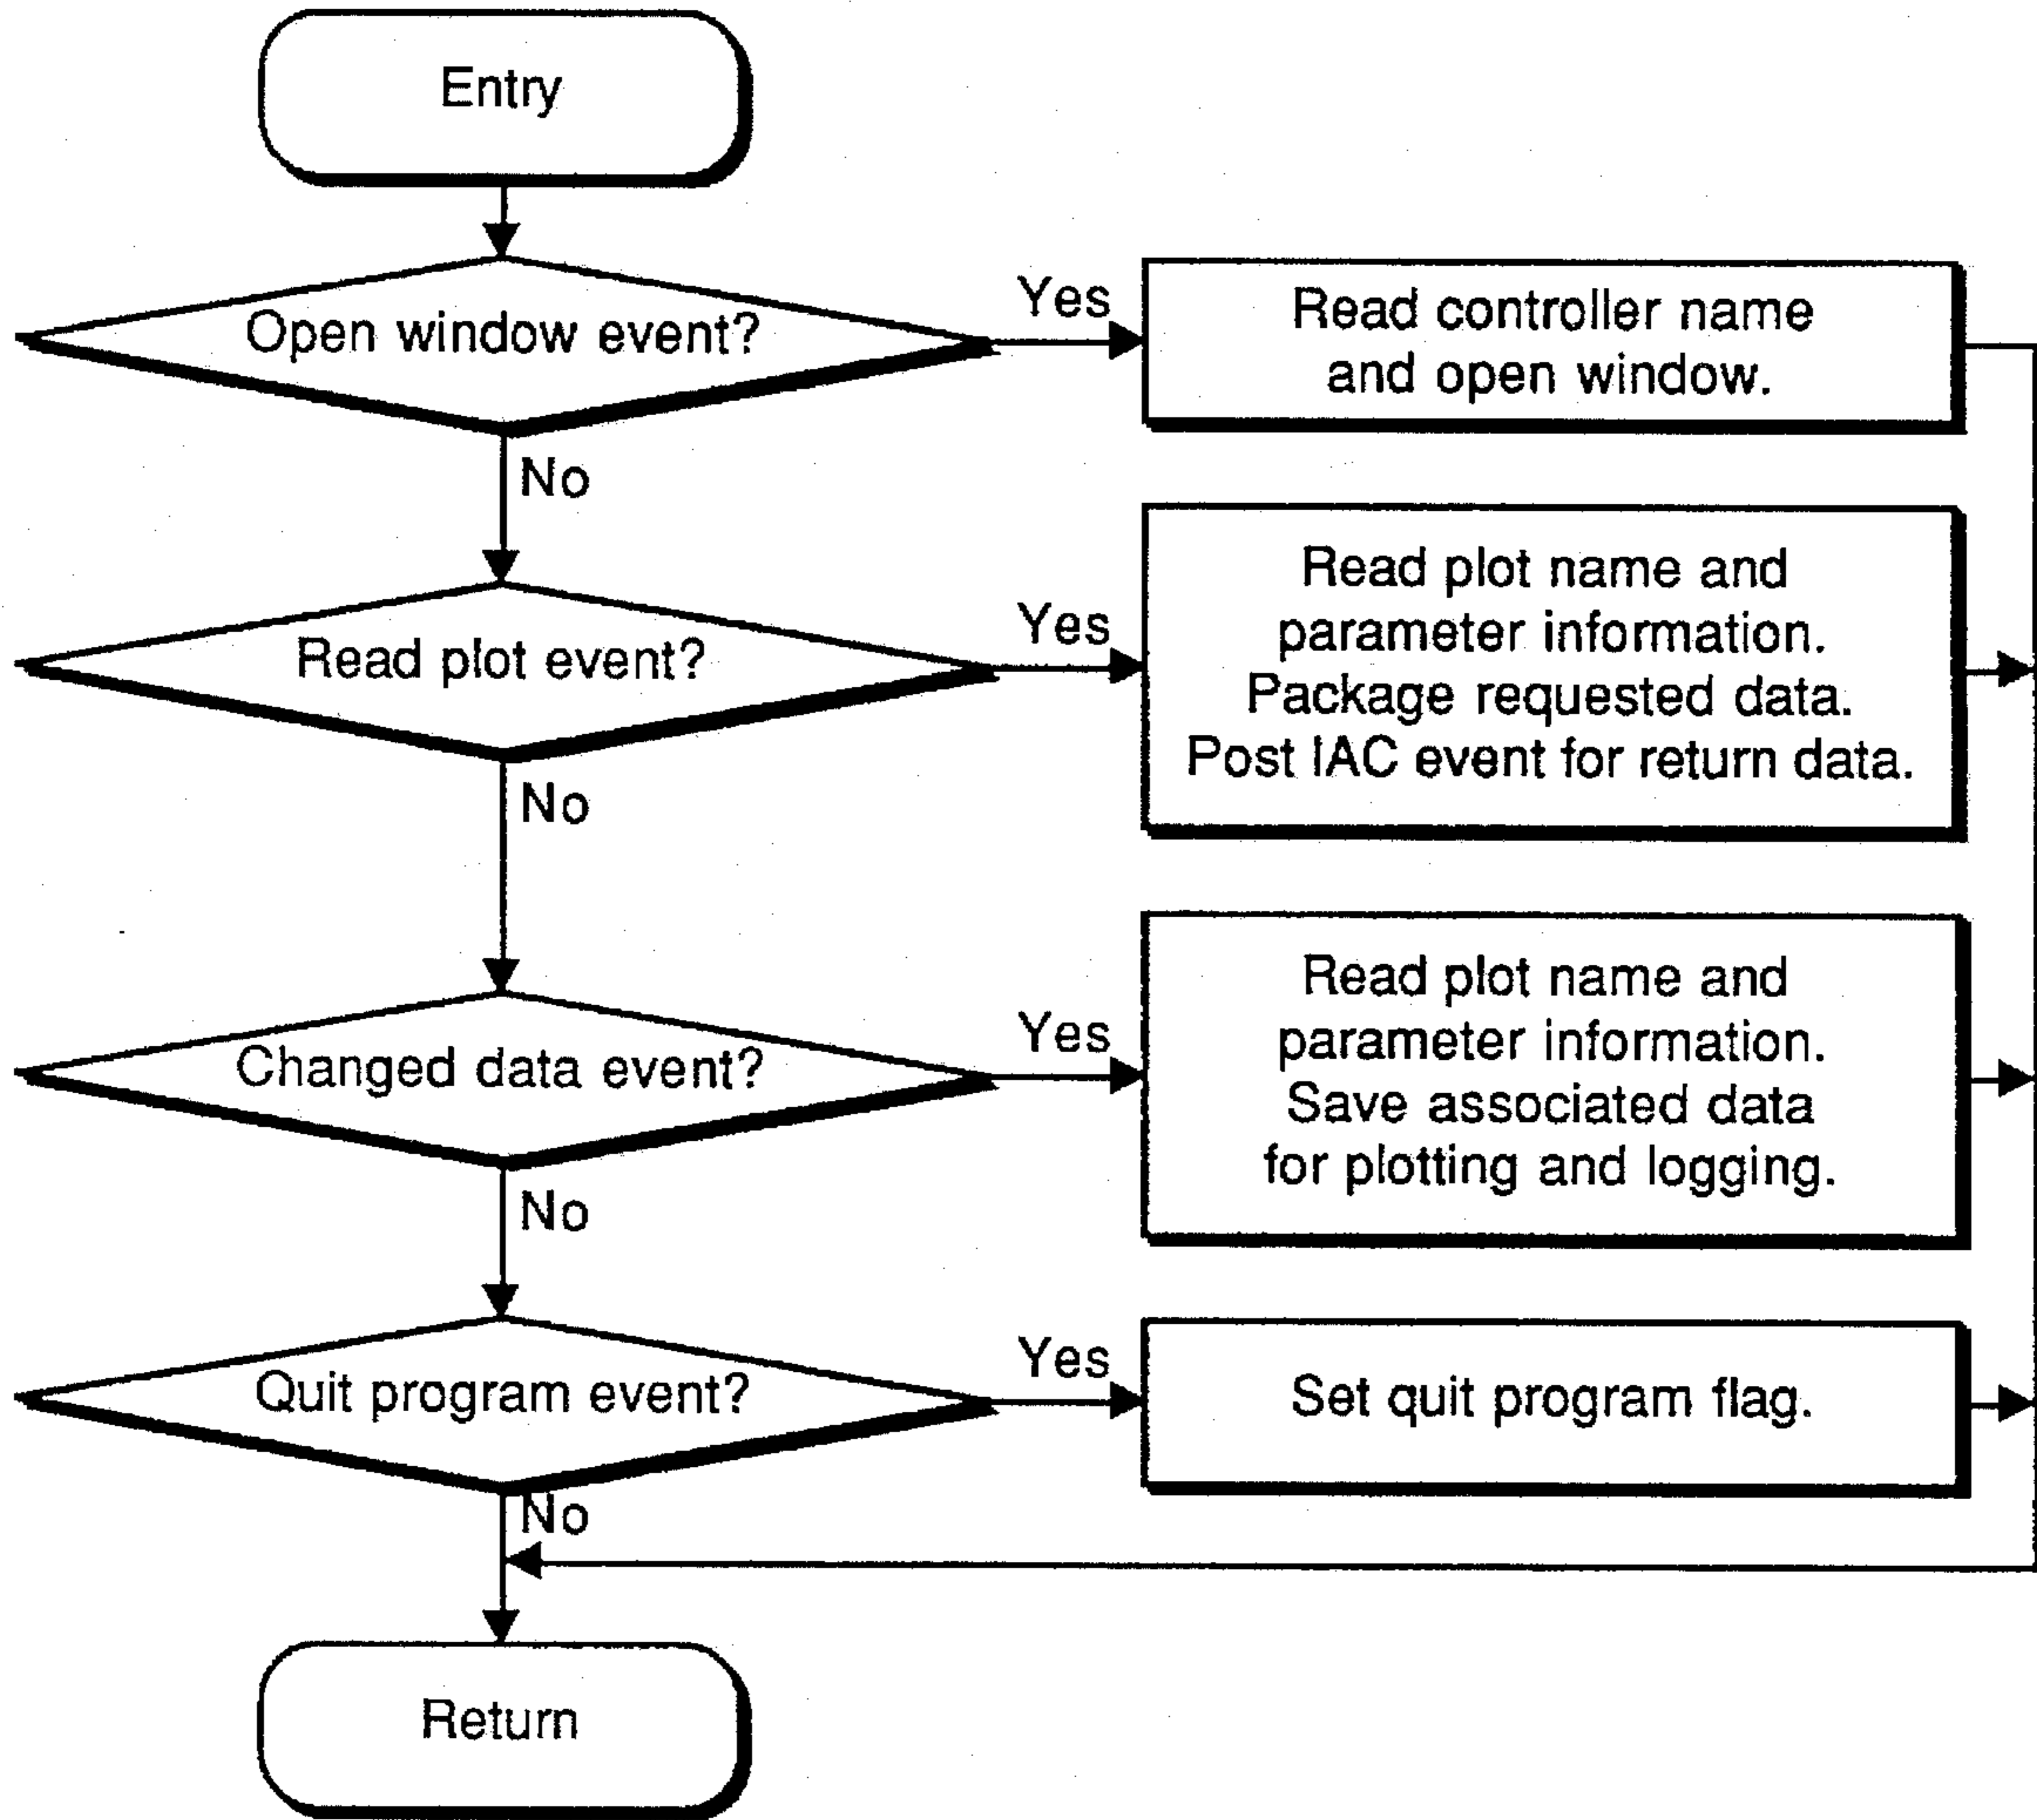 Entry
Open window event?
Yes
Read controller name
and open window.
No
Read plot event?
Yes
Read plot name and
parameter information.
Package requested data.
Post IAC event for return data.
No
Changed data event?
Yes
Read plot name and
parameter information.
Save associated data
for plotting and logging.
No
Quit program event?
Yes
Set quit program flag.
No
Return